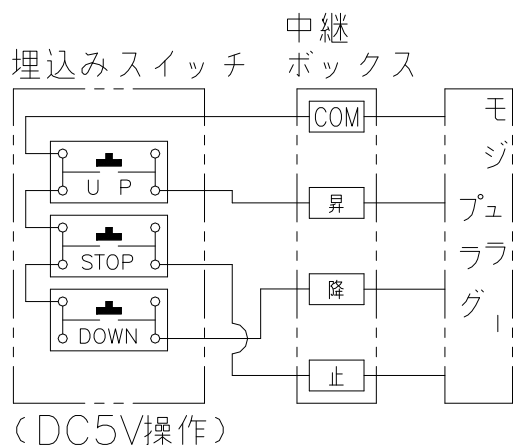 中継
埋込みスイッチ ボックス
COM
モジュラープラグ
UP
昇
STOP
降
DOWN
止
(DC5V操作)